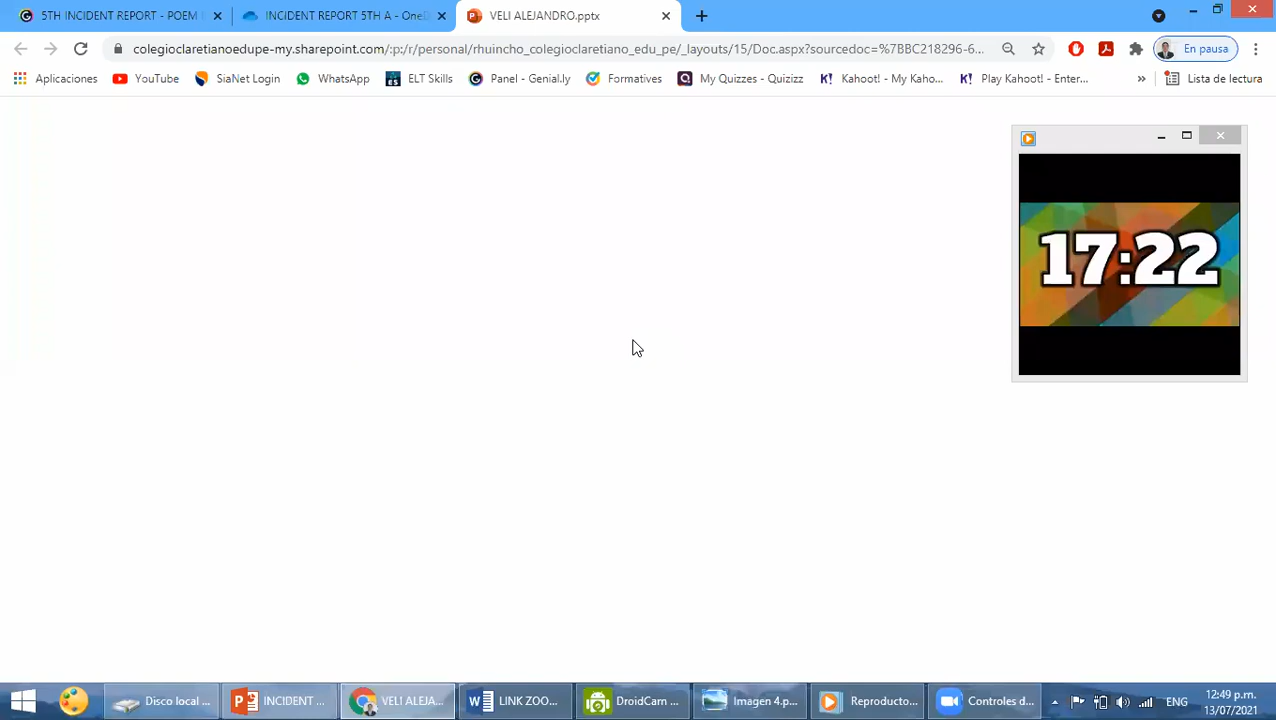 5TH INCIDENT REPORT - POEM
INCIDENT REPORT 5TH A - OneD
VELI ALEJANDRO.pptx
colegioclaretianoedupe-my.sharepoint.com/:p:/r/personal/rhuincho_colegioclaretiano_edu_pe/_layouts/15/Doc.aspx?sourcedoc=%7BBC218296-6...
En pausa
Aplicaciones
YouTube
SiaNet Login
WhatsApp
ELT Skills
Panel - Genial.ly
Formatives
My Quizzes - Quizizz
Kahoot! - My Kaho...
Play Kahoot! - Enter...
»
Lista de lectura
17:22
Disco local ...
INCIDENT ...
VELI ALEJA...
LINK ZOO...
DroidCam ...
Imagen 4.p...
Reproducto...
Controles d...
ENG
12:49 p.m.
13/07/2021